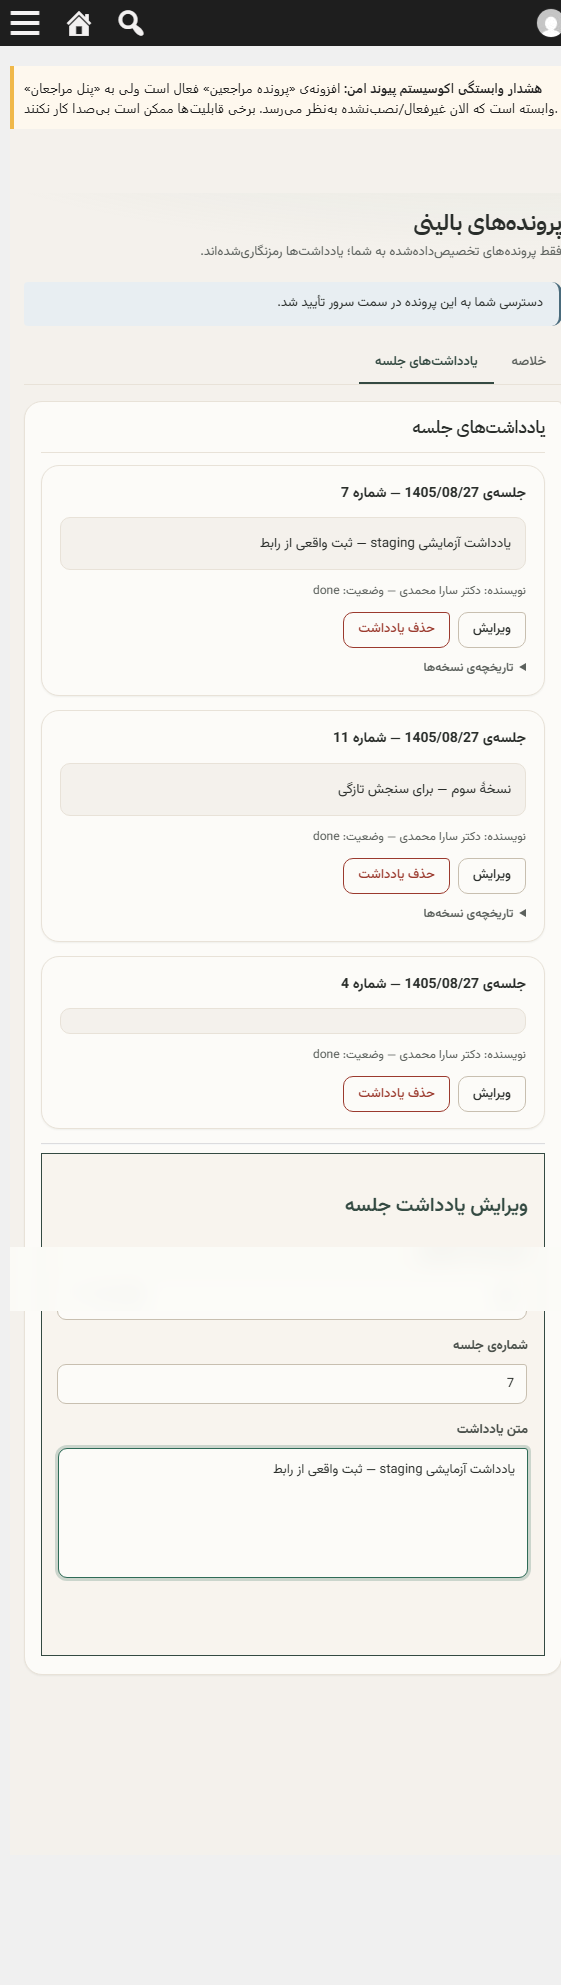 هشدار وابستگی اکوسیستم پیوند امن: افزونه‌ی «پرونده مراجعین» فعال است ولی به «پنل مراجعان»
وابسته است که الان غیرفعال/نصب‌نشده به‌نظر می‌رسد. برخی قابلیت‌ها ممکن است بی‌صدا کار نکنند.
پرونده‌های بالینی
فقط پرونده‌های تخصیص‌داده‌شده به شما؛ یادداشت‌ها رمزنگاری‌شده‌اند.
دسترسی شما به این پرونده در سمت سرور تأیید شد.
خلاصه
یادداشت‌های جلسه
یادداشت‌های جلسه
جلسه‌ی 1405/08/27 — شماره 7
یادداشت آزمایشی staging — ثبت واقعی از رابط
نویسنده: دکتر سارا محمدی — وضعیت: done
ویرایش
حذف یادداشت
تاریخچه‌ی نسخه‌ها
جلسه‌ی 1405/08/27 — شماره 11
نسخهٔ سوم — برای سنجش تازگی
نویسنده: دکتر سارا محمدی — وضعیت: done
ویرایش
حذف یادداشت
تاریخچه‌ی نسخه‌ها
جلسه‌ی 1405/08/27 — شماره 4
نویسنده: دکتر سارا محمدی — وضعیت: done
ویرایش
حذف یادداشت
ویرایش یادداشت جلسه
شماره‌ی جلسه
7
متن یادداشت
یادداشت آزمایشی staging — ثبت واقعی از رابط